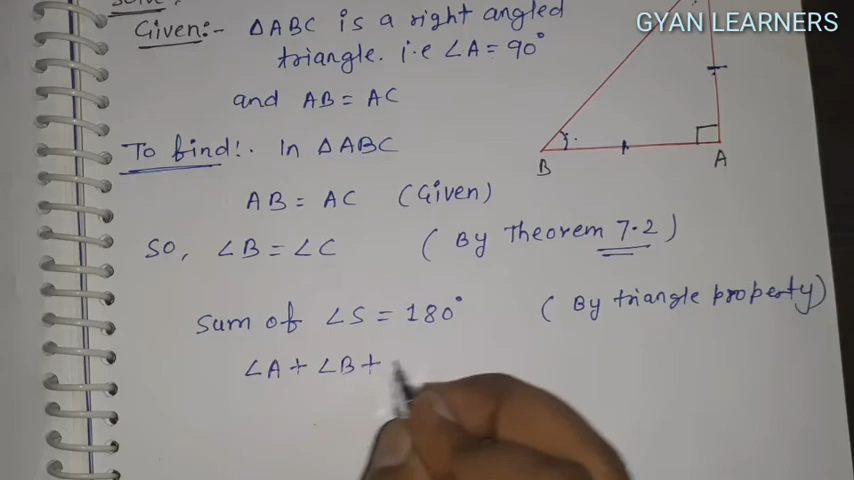 Solve
GYAN LEARNERS
Given:- ΔABC is a right angled
triangle. i.e ∠A = 90°
and AB = AC
B
A
To find!. In ΔABC
AB = AC (Given)
So, ∠B = ∠C (By Theorem 7.2)
Sum of ∠S = 180° (By triangle property)
∠A + ∠B +